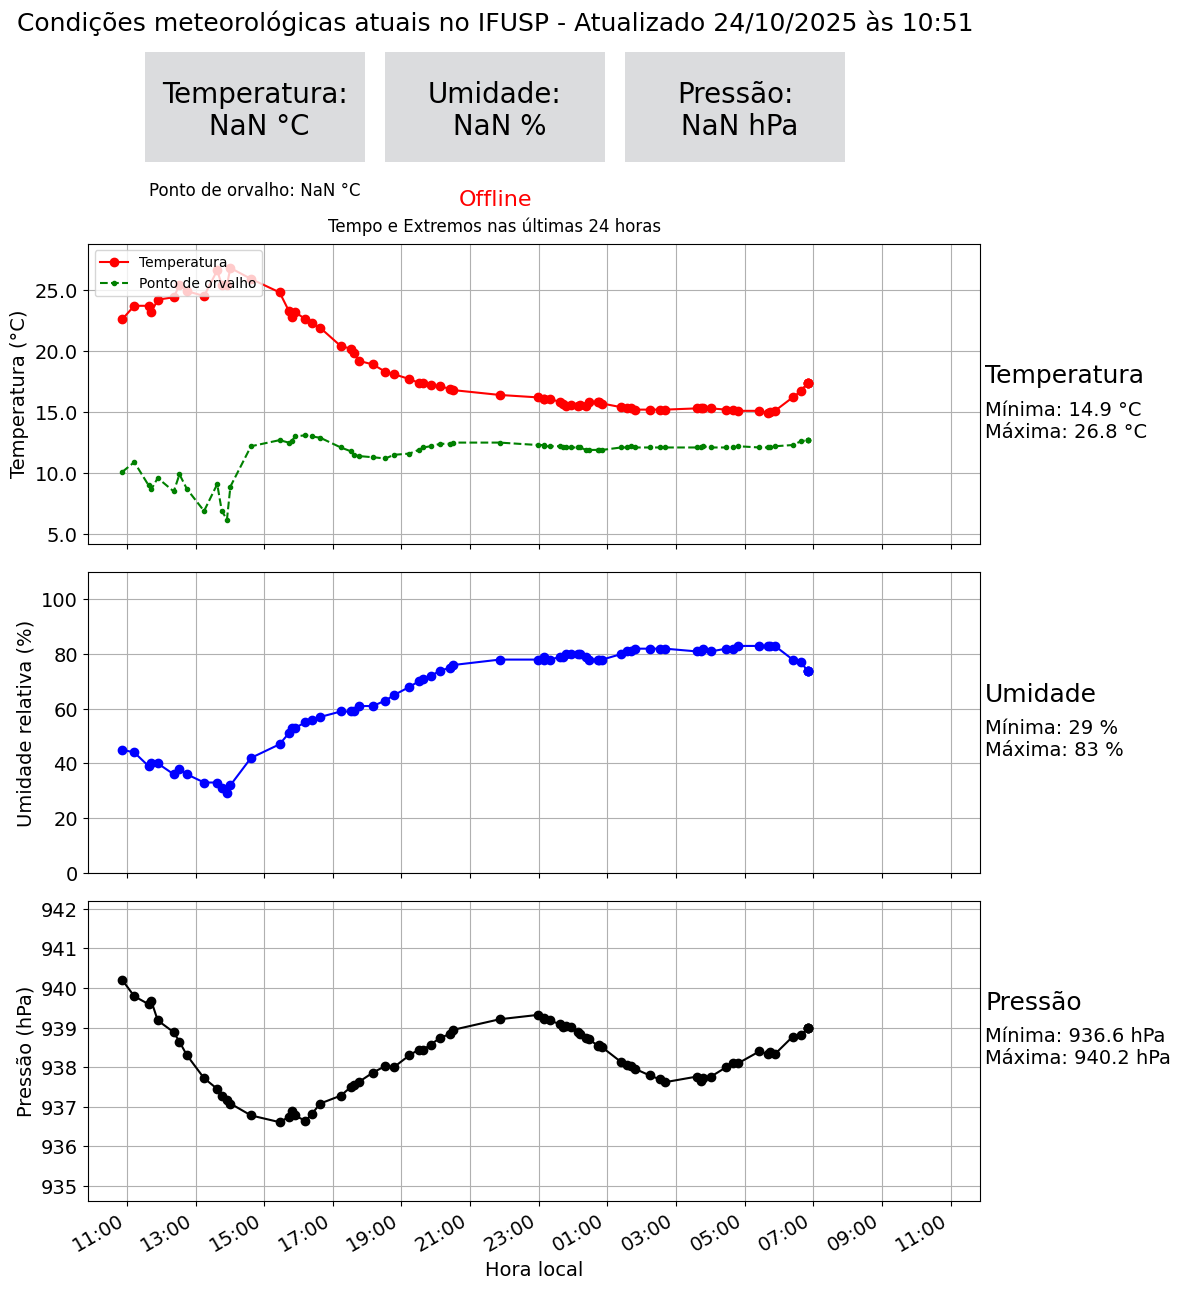 Condições meteorológicas atuais no IFUSP - Atualizado 24/10/2025 às 10:51
Temperatura:
NaN °C
Umidade:
NaN %
Pressão:
NaN hPa
Ponto de orvalho: NaN °C
Offline
Tempo e Extremos nas últimas 24 horas
Temperatura
Ponto de orvalho
Temperatura (°C)
25.0
20.0
15.0
10.0
5.0
Temperatura
Mínima: 14.9 °C
Máxima: 26.8 °C
Umidade relativa (%)
100
80
60
40
20
0
Umidade
Mínima: 29 %
Máxima: 83 %
Pressão (hPa)
942
941
940
939
938
937
936
935
Pressão
Mínima: 936.6 hPa
Máxima: 940.2 hPa
11:00
13:00
15:00
17:00
19:00
21:00
23:00
01:00
03:00
05:00
07:00
09:00
11:00
Hora local